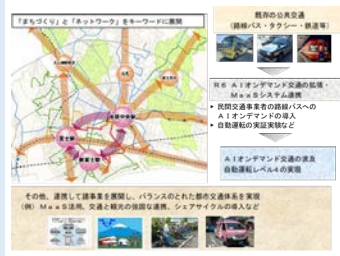 「まちづくり」と「ネットワーク」をキーワードに展開
吉原中央駅
富士駅
新富士駅
既存の公共交通
(路線バス・タクシー・鉄道等)
R6 AIオンデマンド交通の拡張・
MaaSシステム連携
▶ 民間交通事業者の路線バスへの
AIオンデマンドの導入
▶ 自動運転の実証実験など
AIオンデマンド交通の波及
自動運転レベル4の実現
その他、連携して諸事業を展開し、バランスのとれた都市交通体系を実現
(例) MaaS活用、交通と観光の強固な連携、シェアサイクルの導入など